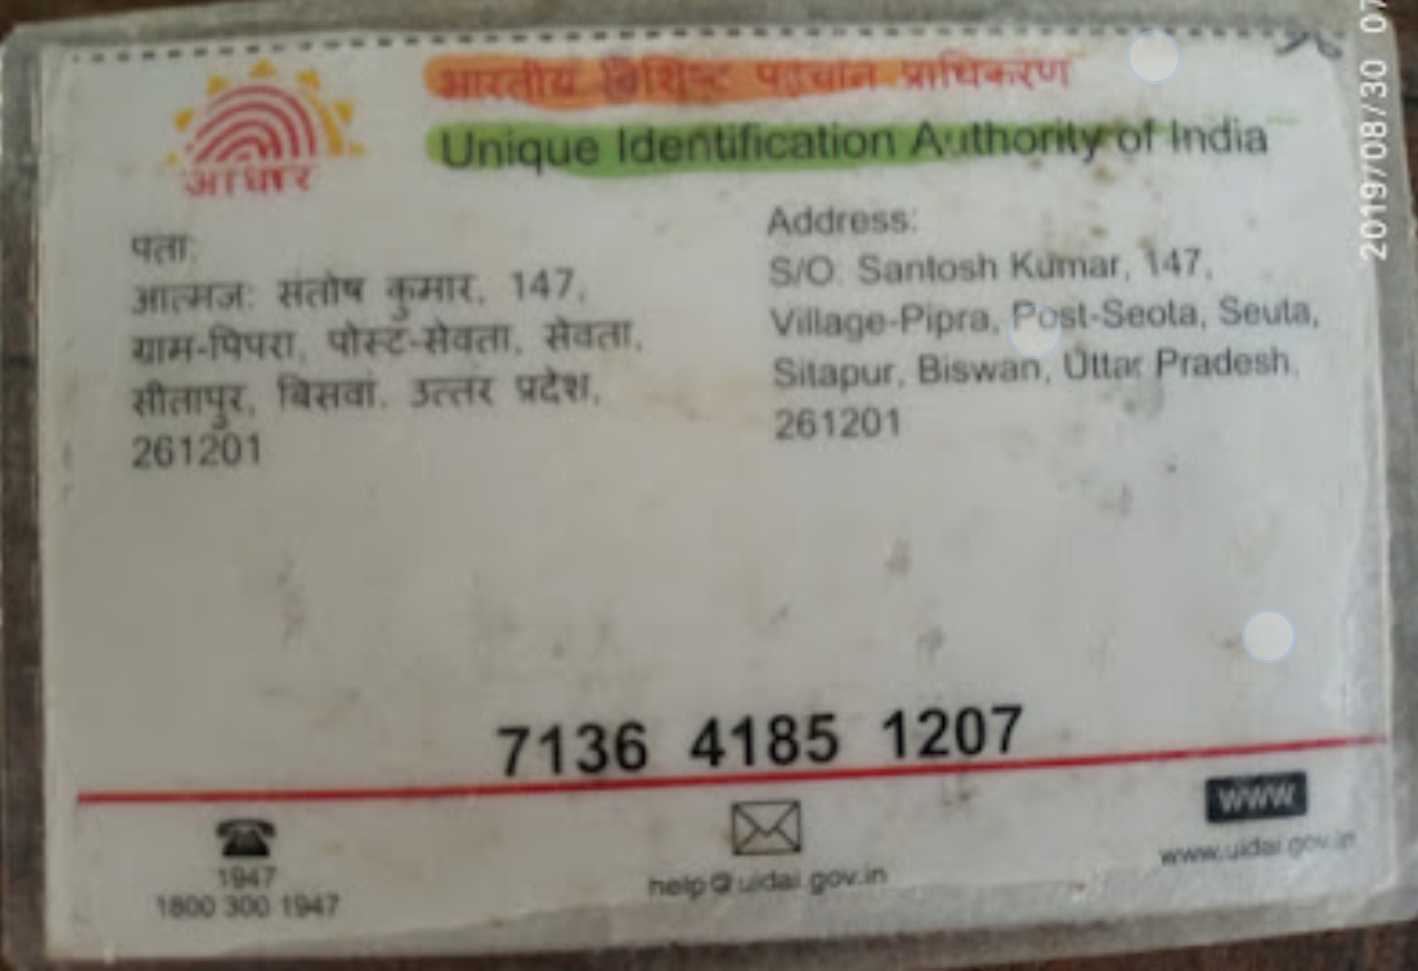 भारतीय विशिष्ट पहचान प्राधिकरण
Unique Identification Authority of India
आधार
पता:
आत्मज: संतोष कुमार, 147,
ग्राम-पिपरा, पोस्ट-सेवता, सेवता,
सीतापुर, बिसवां, उत्तर प्रदेश,
261201
Address:
S/O: Santosh Kumar, 147,
Village-Pipra, Post-Seota, Seuta,
Sitapur, Biswan, Uttar Pradesh,
261201
7136 4185 1207
1947
1800 300 1947
help@uidai.gov.in
www
www.uidai.gov.in
2019/08/30 07